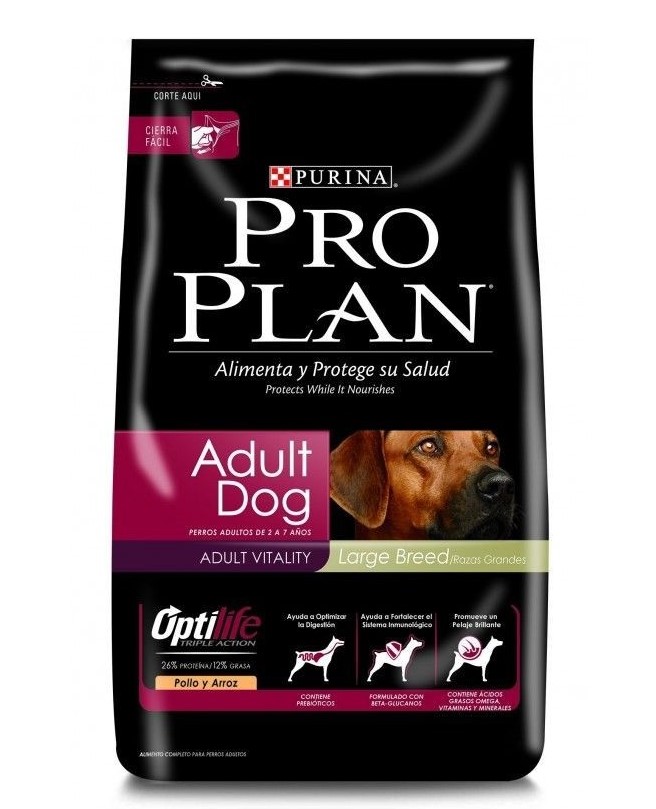 CORTE AQUI
CIERRA
FÁCIL
PURINA®
PRO
PLAN®
Alimenta y Protege su Salud
Protects While It Nourishes
Adult
Dog
PERROS ADULTOS DE 2 A 7 AÑOS
ADULT VITALITY
Large Breed/Razas Grandes
Optilife
TRIPLE ACTION
26% PROTEÍNA/12% GRASA
Pollo y Arroz
Ayuda a Optimizar
la Digestión
CONTIENE
PREBIÓTICOS
Ayuda a Fortalecer el
Sistema Inmunológico
FORMULADO CON
BETA-GLUCANOS
Promueve un
Pelaje Brillante
CONTIENE ÁCIDOS
GRASOS OMEGA,
VITAMINAS Y MINERALES
ALIMENTO COMPLETO PARA PERROS ADULTOS